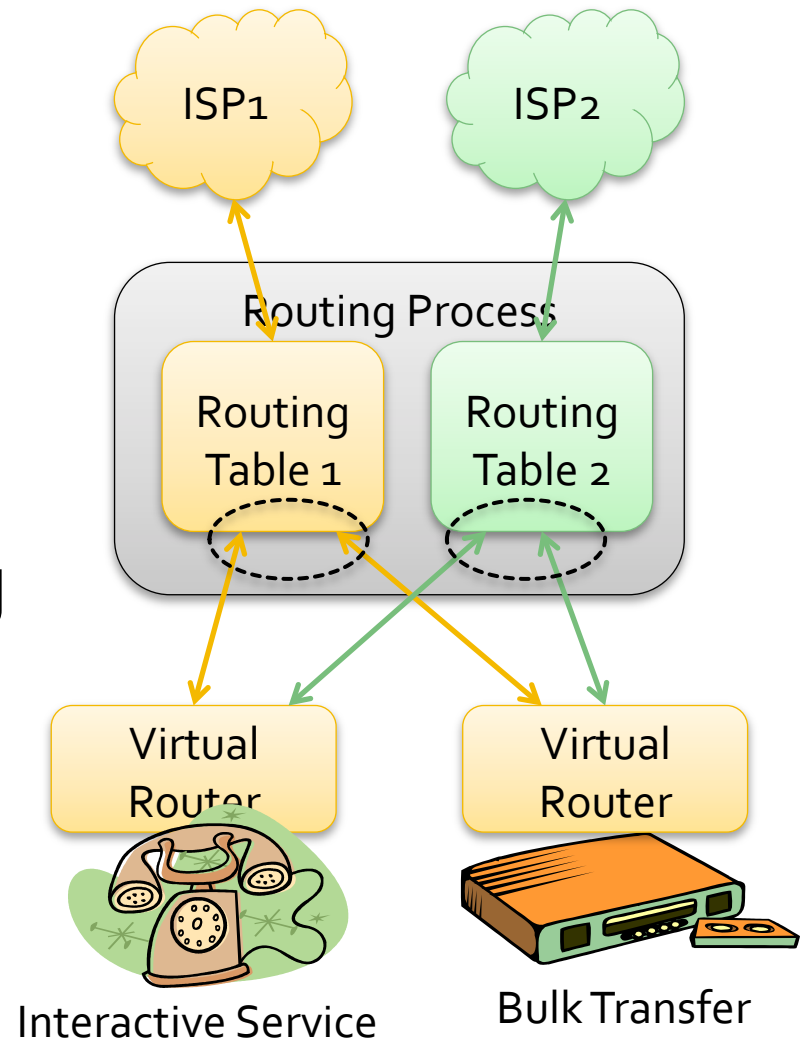 ISP1
ISP2
Routing Process
Routing
Table 1
Routing
Table 2
Virtual
Router
Virtual
Router
Interactive Service
Bulk Transfer